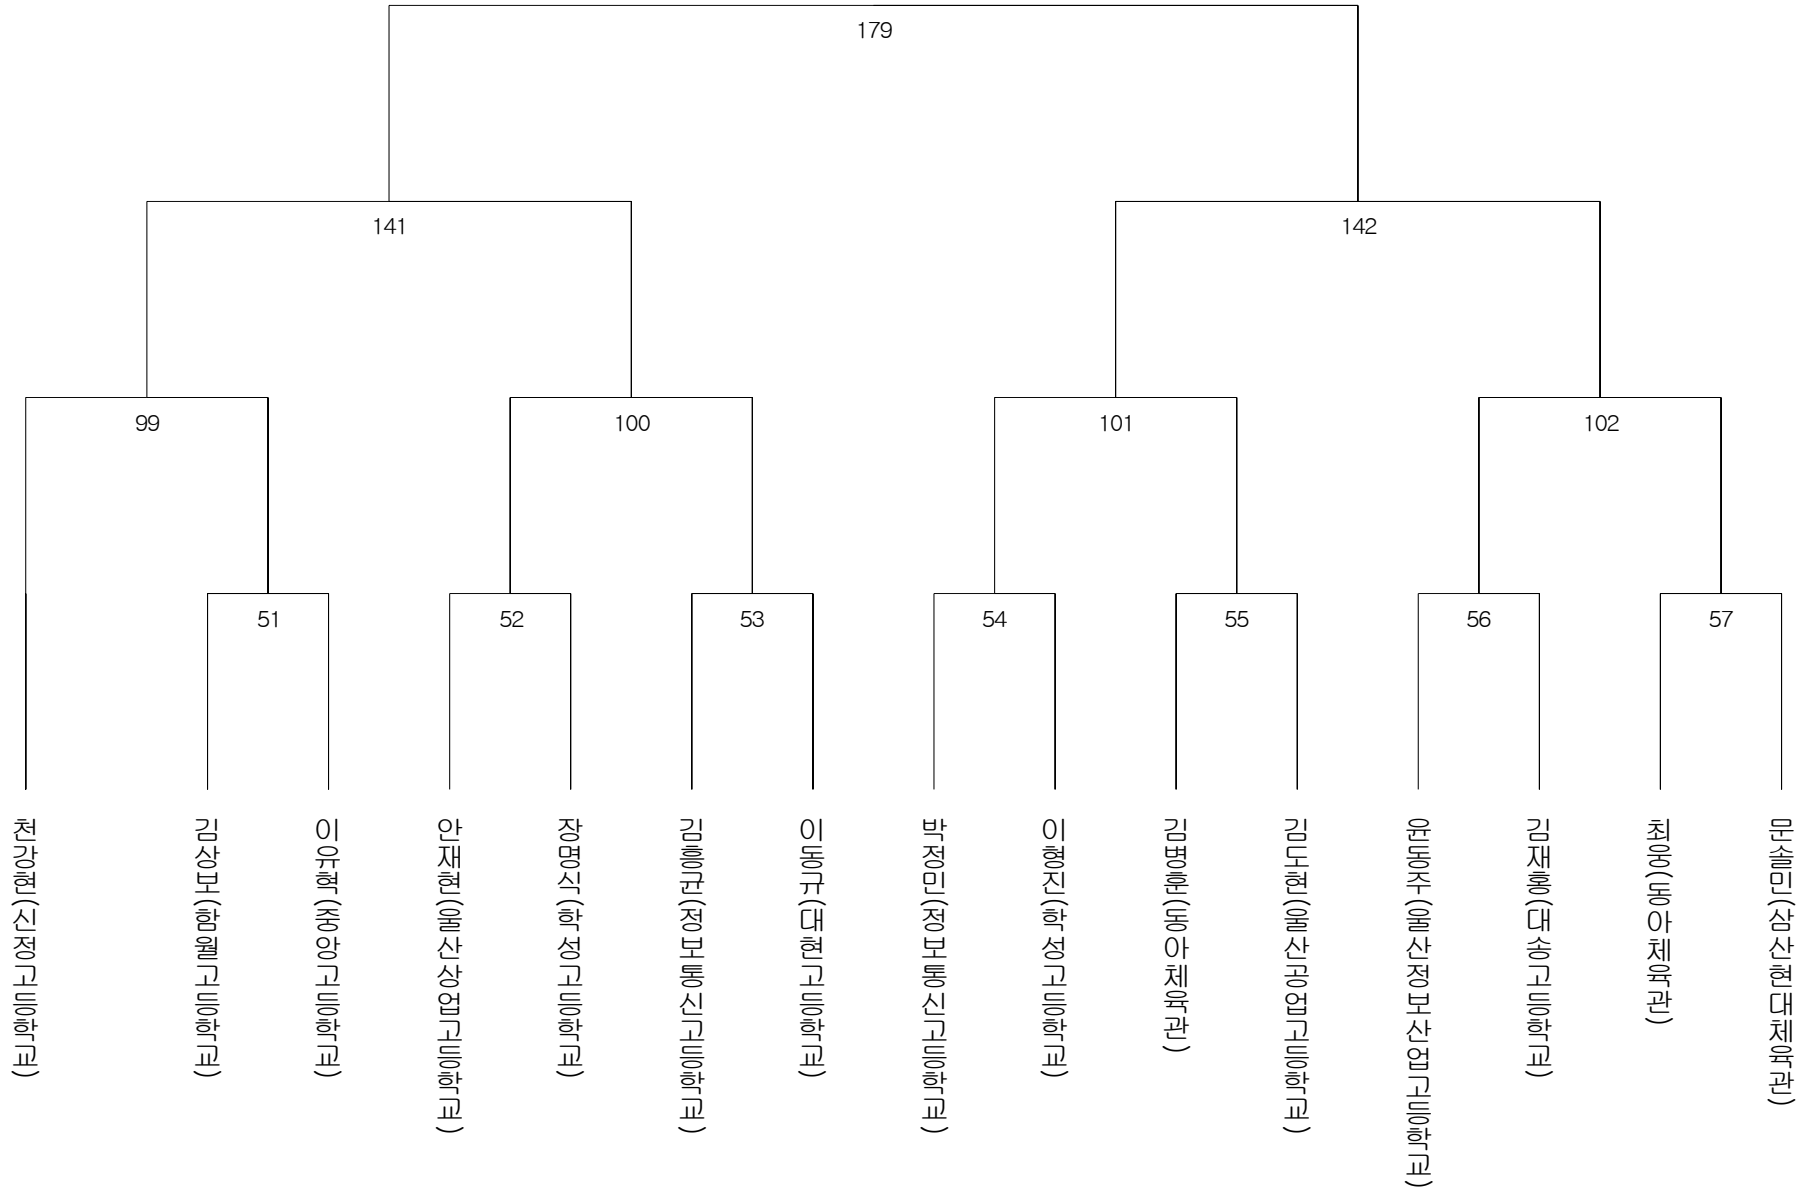 179
141
142
99
100
101
102
51
52
53
54
55
56
57
천강현(신정고등학교)
김상보(함월고등학교)
이유혁(중앙고등학교)
안재현(울산상업고등학교)
장명식(학성고등학교)
김흥균(정보통신고등학교)
이동규(대현고등학교)
박정민(정보통신고등학교)
이형진(학성고등학교)
김병훈(동아체육관)
김도현(울산공업고등학교)
윤동주(울산정보산업고등학교)
김재홍(대송고등학교)
최웅(동아체육관)
문솔민(삼산현대체육관)